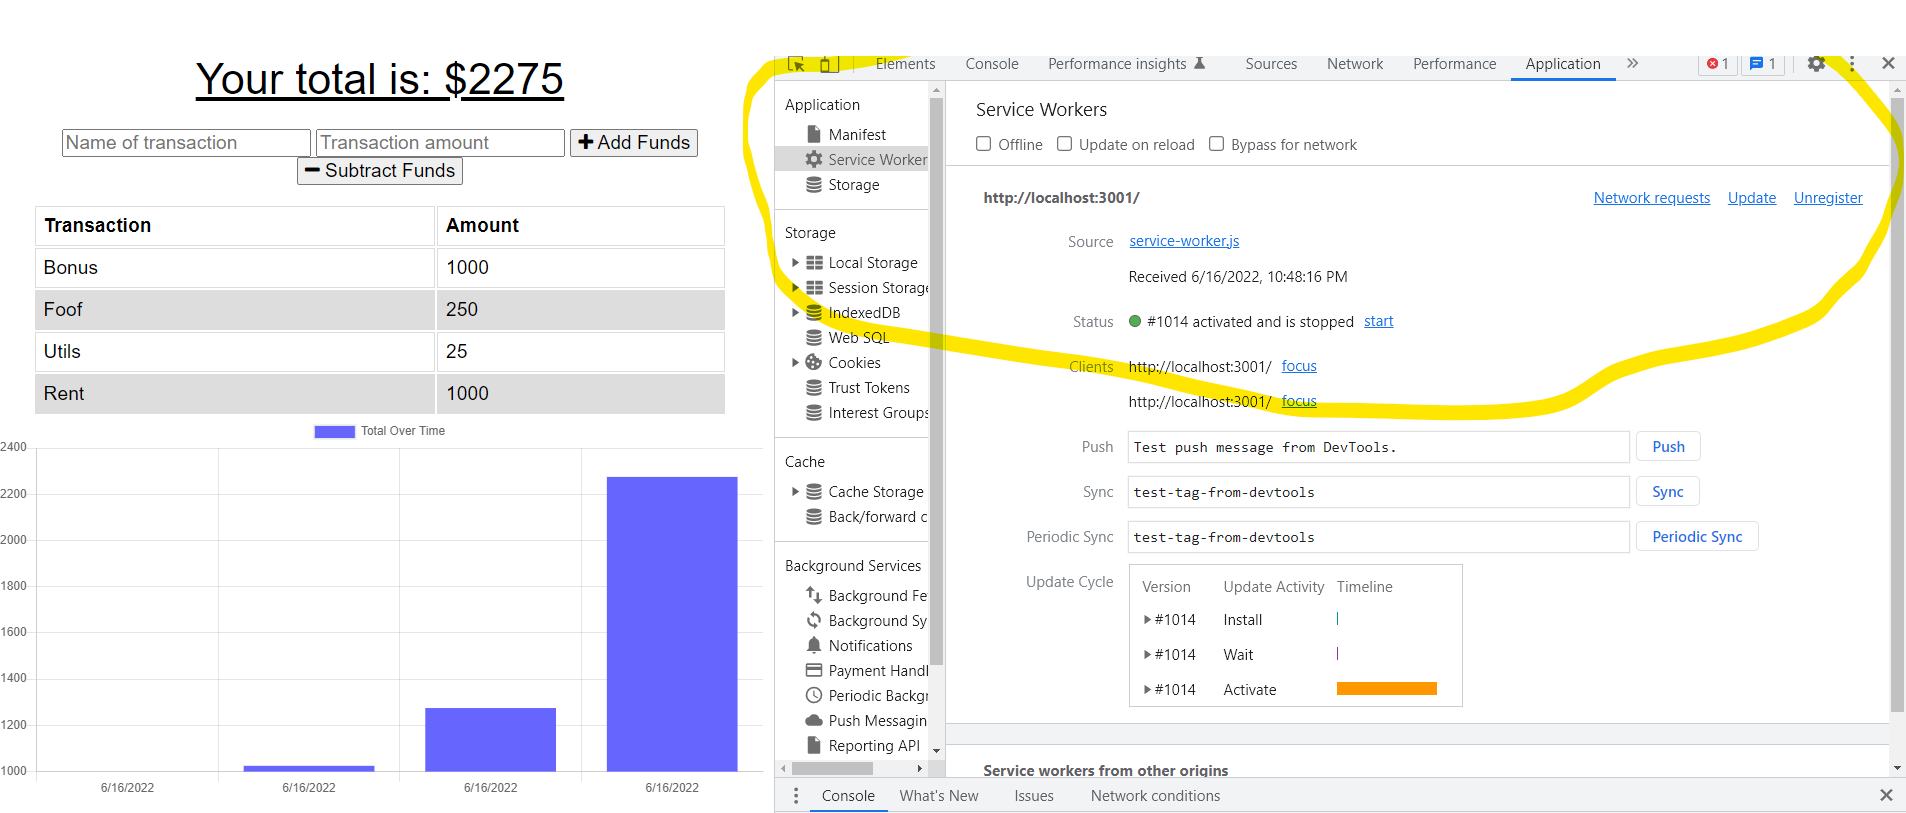 Your total is: $2275
Name of transaction Transaction amount Add Funds
Subtract Funds
Transaction Amount
Bonus 1000
Foof 250
Utils 25
Rent 1000
Total Over Time
2400
2200
2000
1800
1600
1400
1200
1000
6/16/2022 6/16/2022 6/16/2022 6/16/2022
Elements Console Performance insights Sources Network Performance Application 1 1
Application
Manifest
Service Worker
Storage
Storage
Local Storage
Session Storage
IndexedDB
Web SQL
Cookies
Trust Tokens
Interest Groups
Cache
Cache Storage
Back/forward c
Background Services
Background Fe
Background Sy
Notifications
Payment Handl
Periodic Backgr
Push Messagin
Reporting API
Service Workers
Offline Update on reload Bypass for network
http://localhost:3001/ Network requests Update Unregister
Source service-worker.js
Received 6/16/2022, 10:48:16 PM
Status #1014 activated and is stopped start
Clients http://localhost:3001/ focus
http://localhost:3001/ focus
Push Test push message from DevTools. Push
Sync test-tag-from-devtools Sync
Periodic Sync test-tag-from-devtools Periodic Sync
Update Cycle Version Update Activity Timeline
#1014 Install
#1014 Wait
#1014 Activate
Service workers from other origins
Console What's New Issues Network conditions